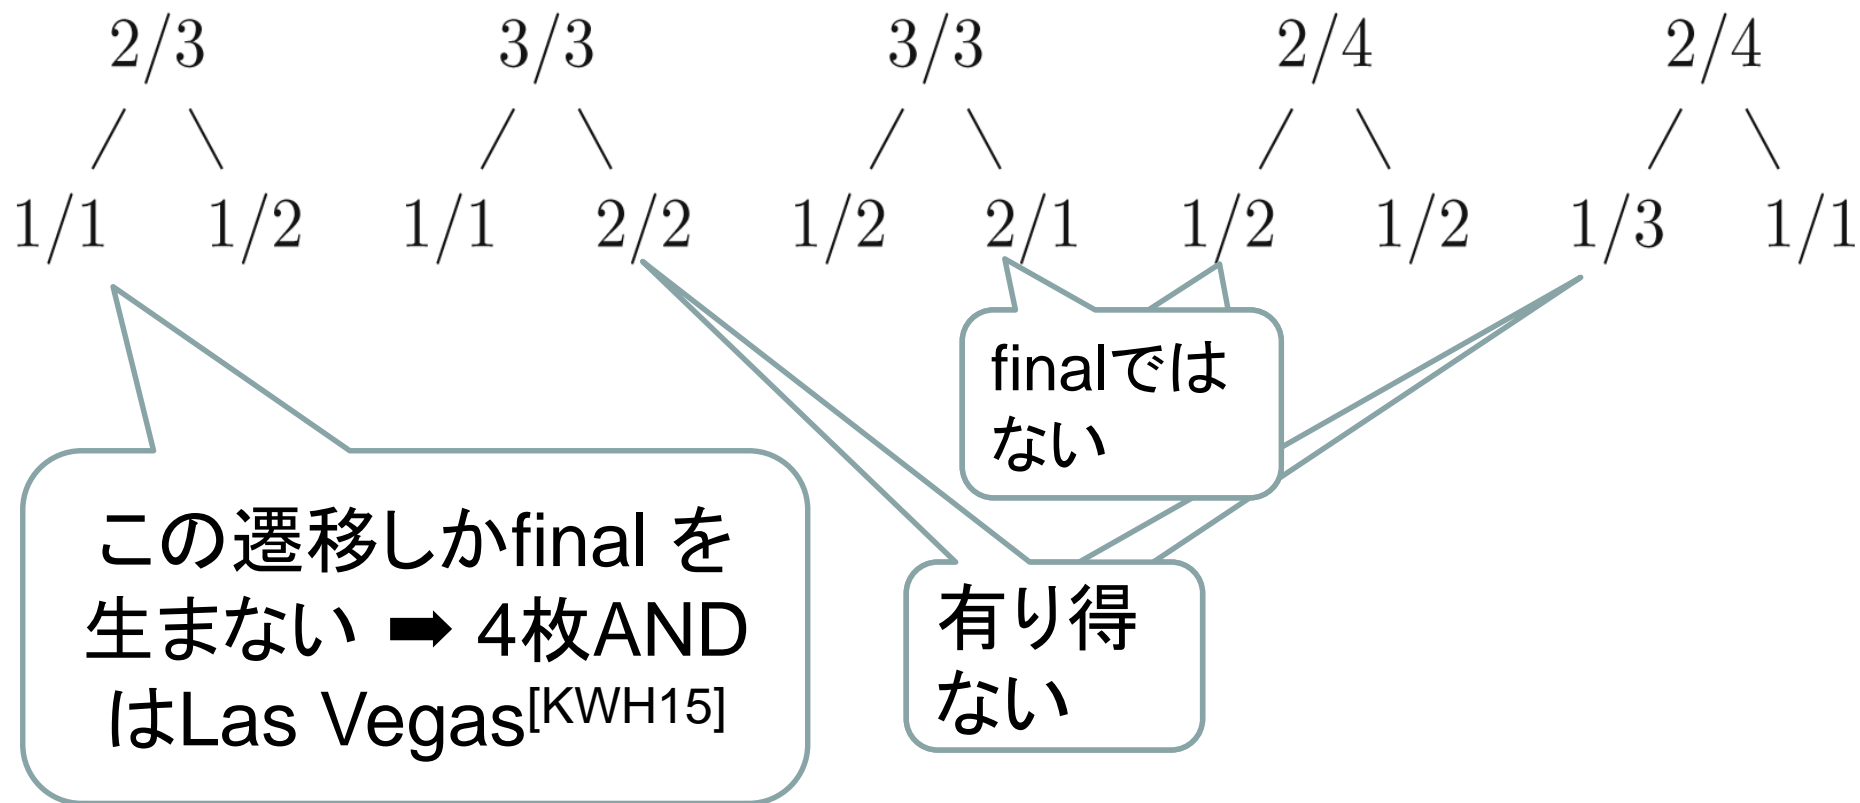 2/3 3/3 3/3 2/4 2/4
1/1 1/2 1/1 2/2 1/2 2/1 1/2 1/2 1/3 1/1
finalでは
ない
この遷移しかfinal を
生まない ➡ 4枚AND
はLas Vegas[KWH15]
有り得
ない